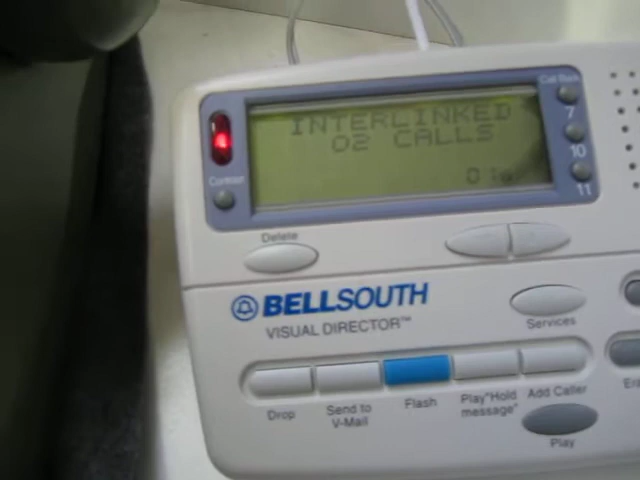 Call Back
INTERLINKED
02 CALLS
7
10
11
Contrast
Delete
BELLSOUTH
VISUAL DIRECTOR™
Services
Drop
Send to
V-Mail
Flash
Play"Hold
message"
Add Caller
Play